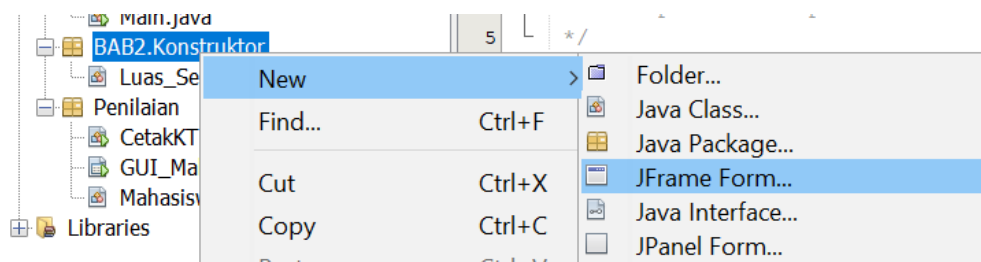 Main.java
BAB2.Konstruktor
Luas_Se
Penilaian
CetakKT
GUI_Ma
Mahasisw
Libraries
5
*/
New
Find... Ctrl+F
Cut Ctrl+X
Copy Ctrl+C
Folder...
Java Class...
Java Package...
JFrame Form...
Java Interface...
JPanel Form...